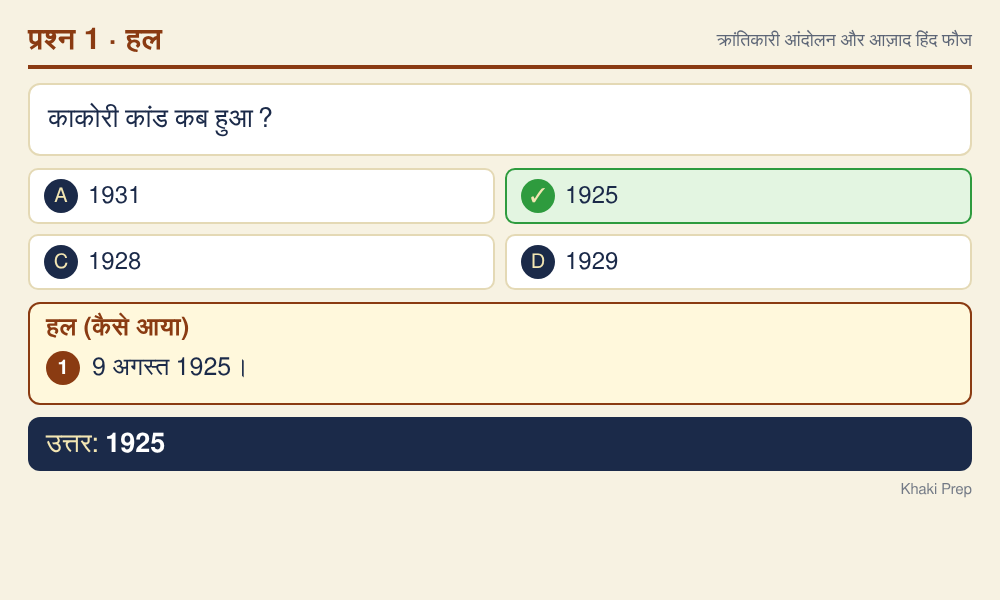 प्रश्न 1 · हल
क्रांतिकारी आंदोलन और आज़ाद हिंद फौज
काकोरी कांड कब हुआ ?
A 1931
✓ 1925
C 1928
D 1929
हल (कैसे आया)
1 9 अगस्त 1925।
उत्तर: 1925
Khaki Prep